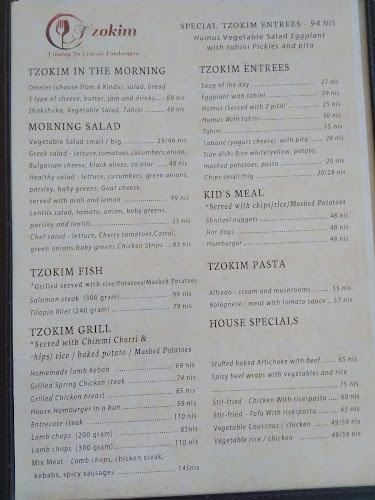 Tzokim
Dinning In Genesis Landscapes
TZOKIM IN THE MORNING
Omelet (choose from 6 Kinds), salad, bread
3 type of cheese, butter, jam and drinks..... 69 nis
Shakshuka, Vegetable Salad, Tahini ........ 49 nis
MORNING SALAD
Vegetable Salad small / big .............. 29/46 nis
Greek salad - lettuce,tomatoes,cucumbers,onion,
Bulgarian cheese, black olives, za'ater ..... 48 nis
Healthy salad - lettuce, cucumbers, green onions,
parsley, baby greens, Goat cheese,
served with aroli and lemon ................ 49 nis
Lentils salad, tomato, onion, baby greens,
parsley and lentils ........................ 55 nis
Chef salad - Lettuce, Cherry tomatoes,Carrot,
green onions,baby greens,Chicken Strips ... 65 nis
TZOKIM FISH
*Grilled served with rise/Potatoes/Mashed Potatoes
Salomon steak (300 gram)................ 99 nis
Tilapia filet (240 gram) ................. 79 nis
TZOKIM GRILL
*Served with Chimmi Churri &
hips/ rice / baked potato / Mashed Potatoes
Homemade lamb Kebab .................. 69 nis
Grilled Spring Chicken steak ............. 74 nis
Grilled Chicken breast ................... 65 nis
House Hamburger in a bun ................ 59 nis
Entrecote steak ......................... 110 nis
Lamb chops (200 gram) ................. 85nis
Lamb chops (300 gram) ................. 110 nis
Mix Meat - Lamb chops, chicken steak,
kebabs, spicy sausages .................. 145nis
SPECIAL TZOKIM ENTREES - 94 NIS
Humus Vegetable Salad Eggplant
with tahini Pickles and pita
TZOKIM ENTREES
Soup of the day ......................... 27 nis
Eggplant with tahini .................... 39 nis
Humus (Served with 2 pita) ............. 25 nis
Humus With tahini ...................... 30 nis
Tahini ................................. 15 nis
Labane (yogurt cheese) with pita ........ 28 nis
Side dish: Rice white/yellow, potato,
mashed potatoes, pasta ................. 20 nis
Chips small/big ...................... 20/28 nis
KID'S MEAL
*Served with chips/rice/Mashed Potatoes
Shnitzel nuggets ........................ 48 nis
Hot dogs ............................... 48 nis
Hamburger .............................. 48 nis
TZOKIM PASTA
Alfredo - cream and mushrooms .......... 55 nis
Bolognese - meat with tomato sauce .. 57 nis
HOUSE SPECIALS
Stuffed baked Artichoke with beef ...... 65 nis
Spicy beef wraps with vegetables and rice
........................................ 75 nis
Stir-fried - Chicken With rice\pasta .... 60 nis
Stir-fried - Tofu With rice\pasta ....... 65 nis
Vegetable Couscous / chicken ....... 49/59 nis
Vegetable rice / chicken ........... 49/59 nis